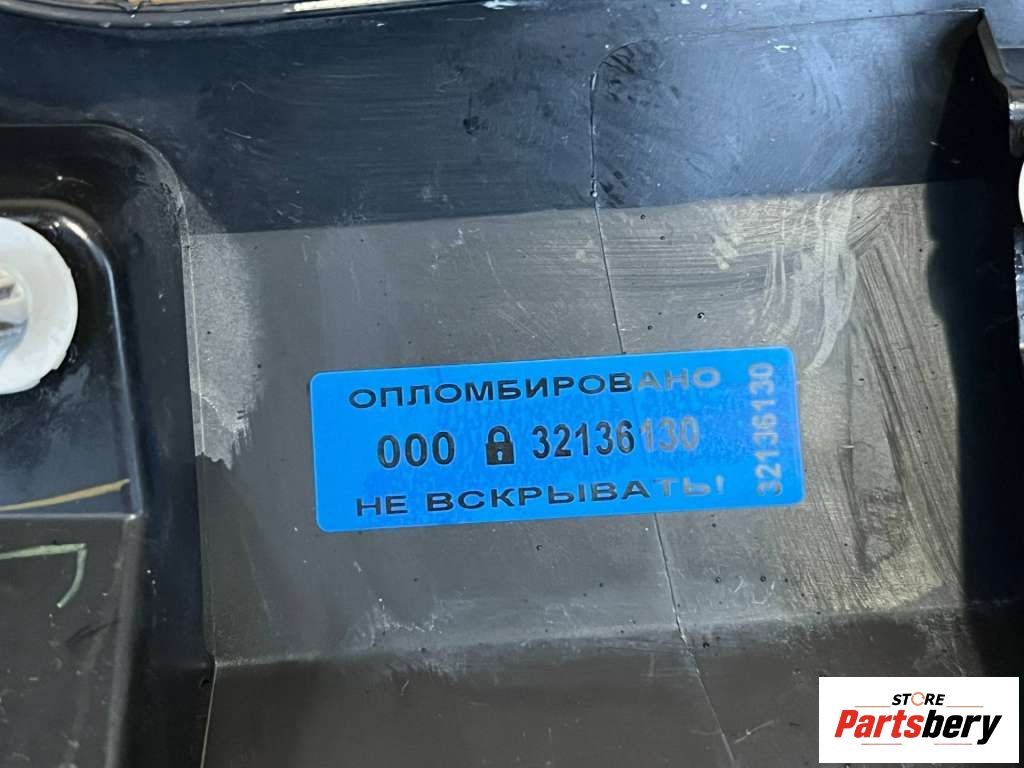 ОПЛОМБИРОВАНО
000 32136130
НЕ ВСКРЫВАТЬ!
32136130
STORE
Partsbery